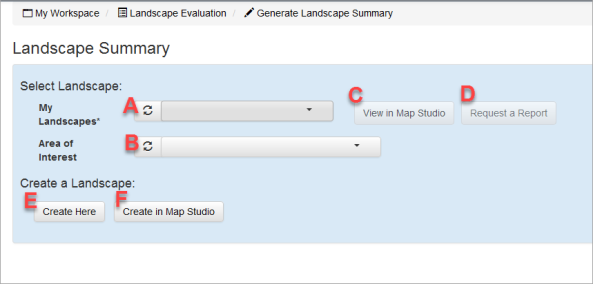 My Workspace / Landscape Evaluation / Generate Landscape Summary
Landscape Summary
Select Landscape:
My Landscapes* A C View in Map Studio D Request a Report
Area of Interest B
Create a Landscape:
E Create Here F Create in Map Studio